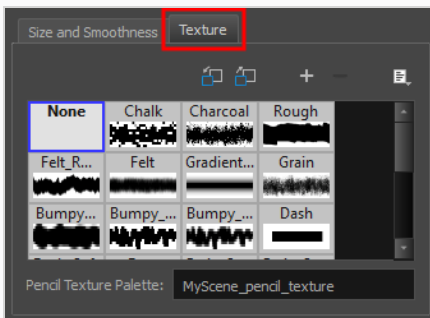 Size and Smoothness Texture
None Chalk Charcoal Rough
Felt_R... Felt Gradient... Grain
Bumpy... Bumpy_... Bumpy_... Dash
Pencil Texture Palette: MyScene_pencil_texture